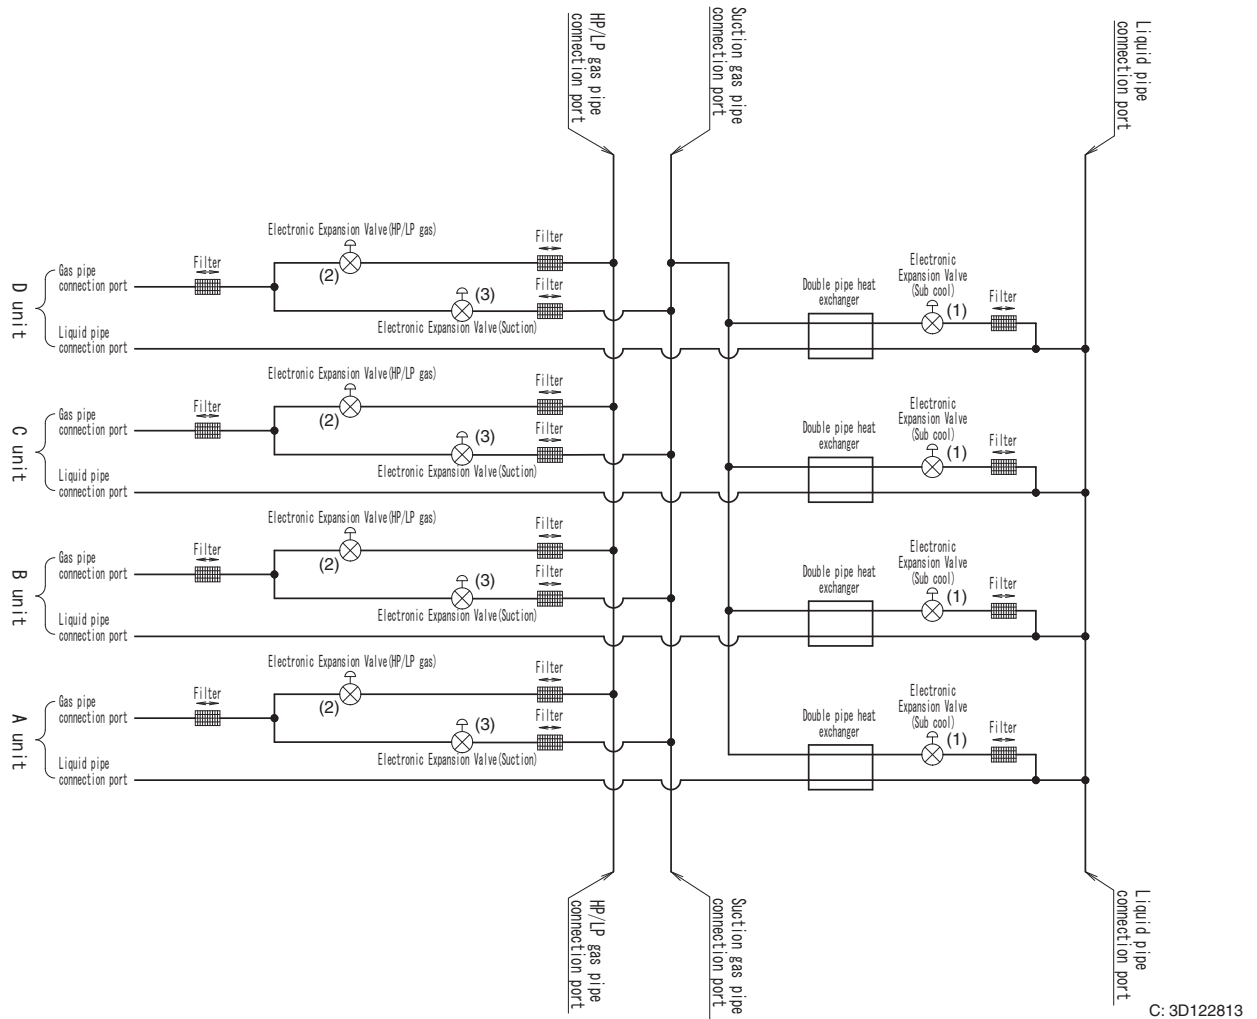 HP/LP gas pipe
connection port
Suction gas pipe
connection port
Liquid pipe
connection port
D unit
Gas pipe
connection port
Filter
Electronic Expansion Valve(HP/LP gas)
(2)
Filter
(3)
Filter
Electronic Expansion Valve(Suction)
Liquid pipe
connection port
Double pipe heat
exchanger
Electronic
Expansion Valve
(Sub cool)
(1)
Filter
C unit
Gas pipe
connection port
Filter
Electronic Expansion Valve(HP/LP gas)
(2)
Filter
(3)
Filter
Electronic Expansion Valve(Suction)
Liquid pipe
connection port
Double pipe heat
exchanger
Electronic
Expansion Valve
(Sub cool)
(1)
Filter
B unit
Gas pipe
connection port
Filter
Electronic Expansion Valve(HP/LP gas)
(2)
Filter
(3)
Filter
Electronic Expansion Valve(Suction)
Liquid pipe
connection port
Double pipe heat
exchanger
Electronic
Expansion Valve
(Sub cool)
(1)
Filter
A unit
Gas pipe
connection port
Filter
Electronic Expansion Valve(HP/LP gas)
(2)
Filter
(3)
Filter
Electronic Expansion Valve(Suction)
Liquid pipe
connection port
Double pipe heat
exchanger
Electronic
Expansion Valve
(Sub cool)
(1)
Filter
HP/LP gas pipe
connection port
Suction gas pipe
connection port
Liquid pipe
connection port
C: 3D122813